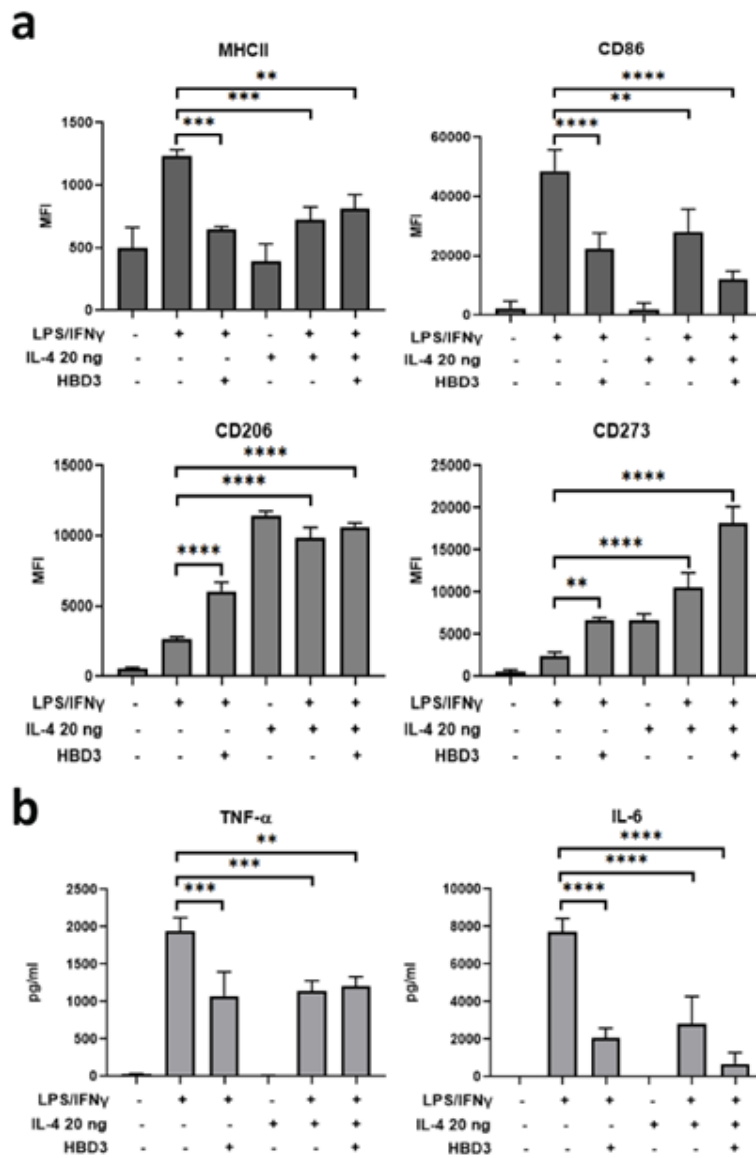 a
MHCII
**
***
***
1500
1000
500
0
MFI
LPS/IFNγ - + + - + +
IL-4 20 ng - - - + + +
HBD3 - - + - - +
CD86
****
**
****
60000
40000
20000
0
MFI
LPS/IFNγ - + + - + +
IL-4 20 ng - - - + + +
HBD3 - - + - - +
CD206
****
****
****
15000
10000
5000
0
MFI
LPS/IFNγ - + + - + +
IL-4 20 ng - - - + + +
HBD3 - - + - - +
CD273
****
****
**
25000
20000
15000
10000
5000
0
MFI
LPS/IFNγ - + + - + +
IL-4 20 ng - - - + + +
HBD3 - - + - - +
b
TNF-α
**
***
***
2500
2000
1500
1000
500
0
pg/ml
LPS/IFNγ - + + - + +
IL-4 20 ng - - - + + +
HBD3 - - + - - +
IL-6
****
****
****
10000
8000
6000
4000
2000
0
pg/ml
LPS/IFNγ - + + - + +
IL-4 20 ng - - - + + +
HBD3 - - + - - +